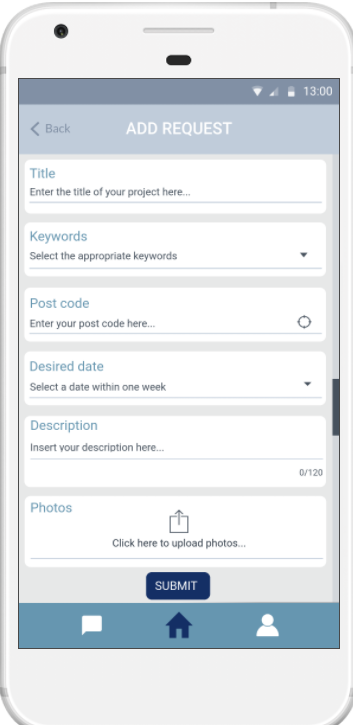 13:00
Back
ADD REQUEST
Title
Enter the title of your project here...
Keywords
Select the appropriate keywords
Post code
Enter your post code here...
Desired date
Select a date within one week
Description
Insert your description here...
0/120
Photos
Click here to upload photos...
SUBMIT